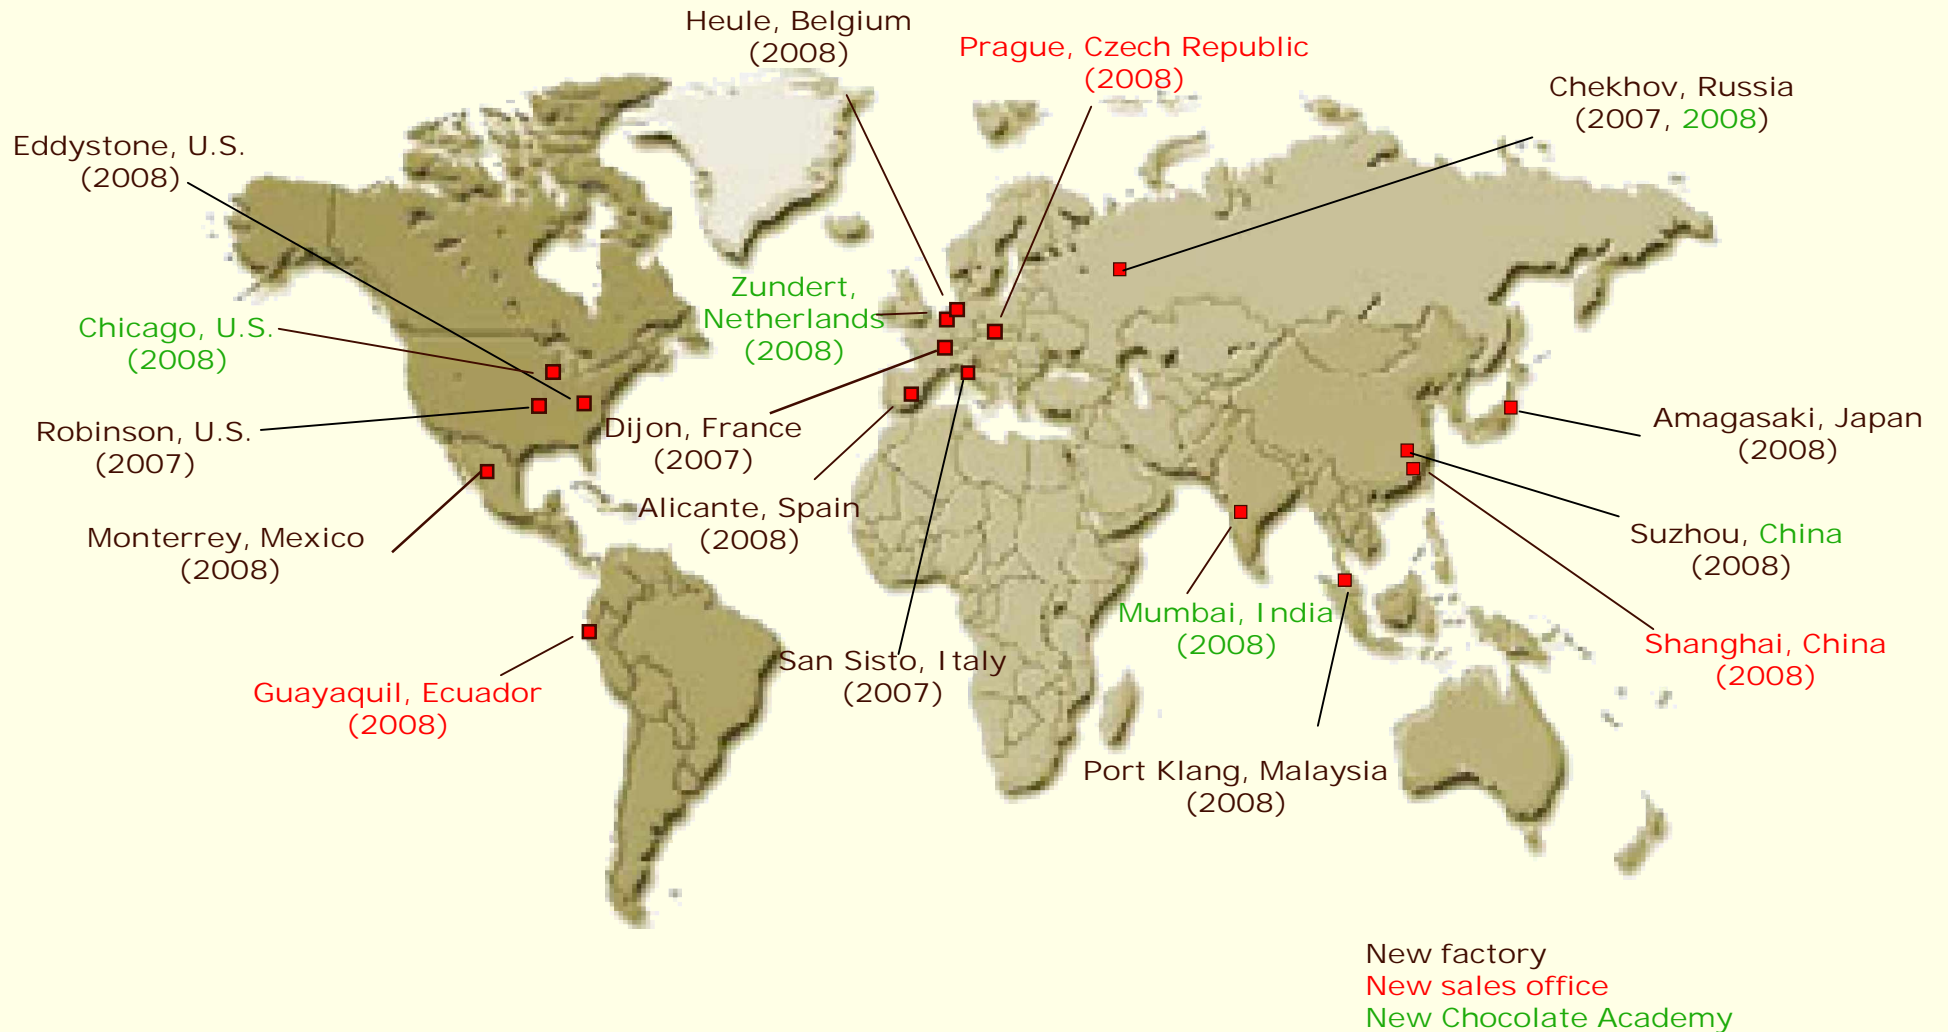 Heule, Belgium
(2008)
Prague, Czech Republic
(2008)
Chekhov, Russia
(2007, 2008)
Eddystone, U.S.
(2008)
Zundert,
Netherlands
(2008)
Chicago, U.S.
(2008)
Robinson, U.S.
(2007)
Dijon, France
(2007)
Amagasaki, Japan
(2008)
Alicante, Spain
(2008)
Monterrey, Mexico
(2008)
Suzhou, China
(2008)
Mumbai, India
(2008)
Shanghai, China
(2008)
San Sisto, Italy
(2007)
Guayaquil, Ecuador
(2008)
Port Klang, Malaysia
(2008)
New factory
New sales office
New Chocolate Academy